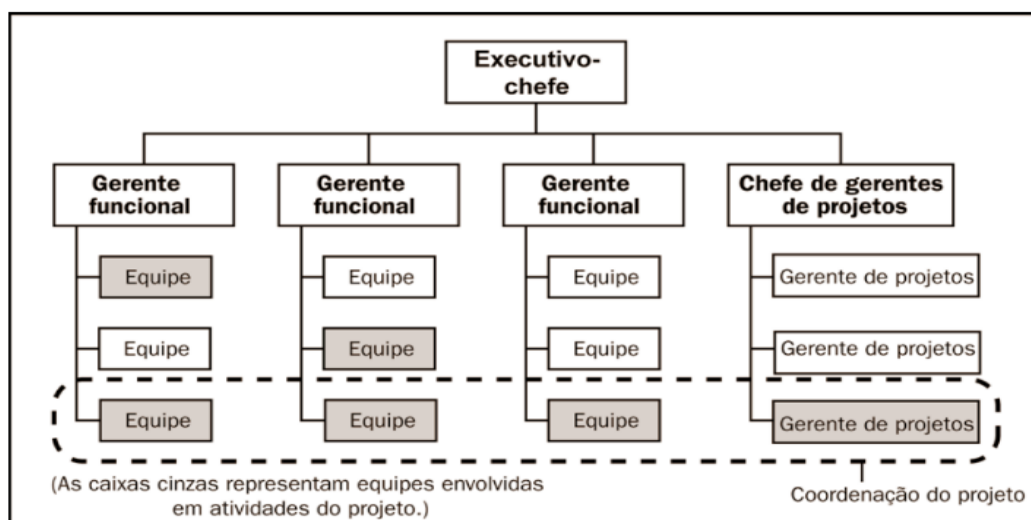 Executivo-
chefe
Gerente
funcional
Gerente
funcional
Gerente
funcional
Chefe de gerentes
de projetos
Equipe
Equipe
Equipe
Gerente de projetos
Equipe
Equipe
Equipe
Gerente de projetos
Equipe
Equipe
Equipe
Gerente de projetos
(As caixas cinzas representam equipes envolvidas
em atividades do projeto.)
Coordenação do projeto